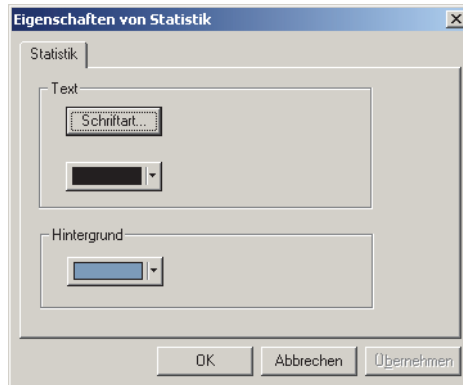 Eigenschaften von Statistik
Statistik
Text
Schriftart...
Hintergrund
OK Abbrechen Übernehmen